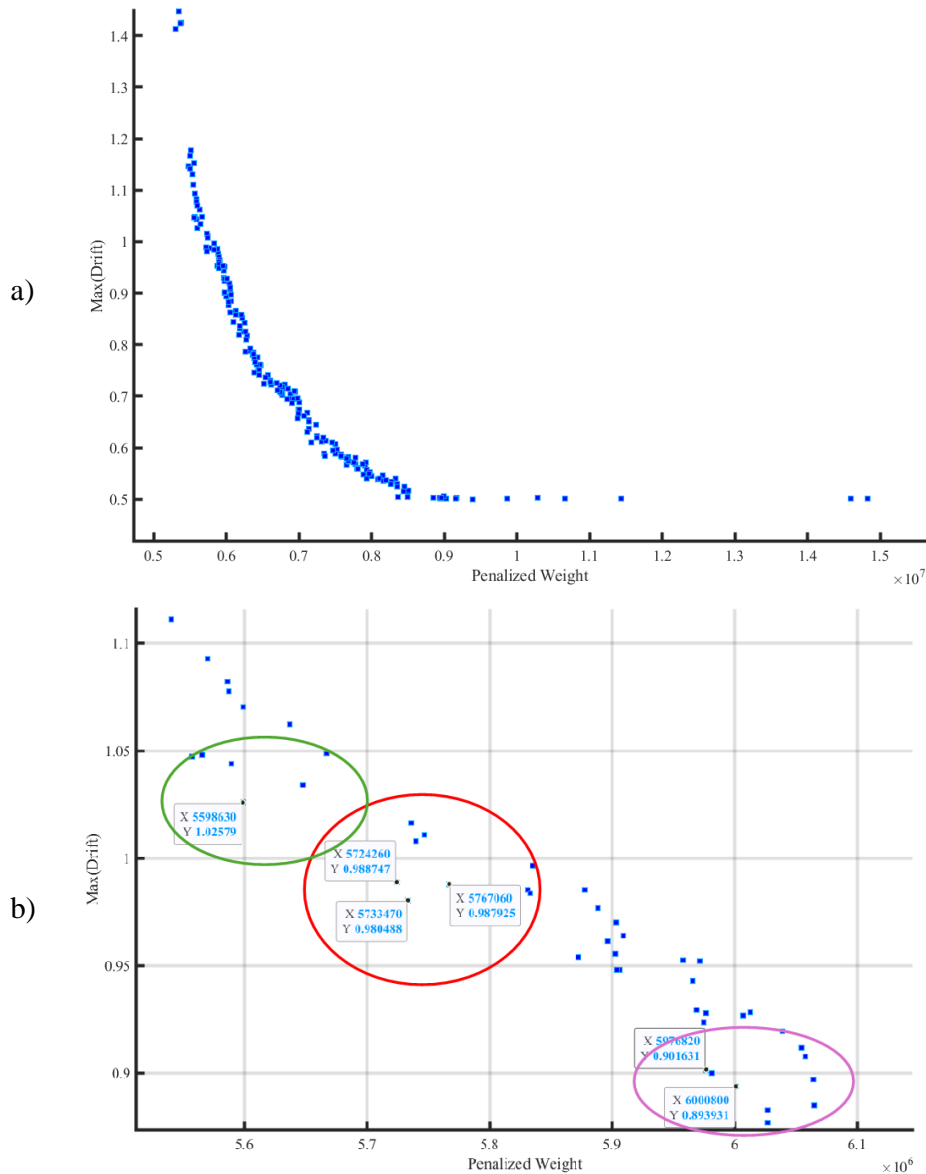 1.4
1.3
1.2
1.1
1
0.9
0.8
0.7
0.6
0.5
Max(Drift)
a)
0.5 0.6 0.7 0.8 0.9 1 1.1 1.2 1.3 1.4 1.5
Penalized Weight
×10⁷
1.1
1.05
1
0.95
0.9
Max(Drift)
b)
X 5598630
Y 1.02579
X 5724260
Y 0.988747
X 5767060
Y 0.987925
X 5733470
Y 0.980488
X 5976820
Y 0.901631
X 6000800
Y 0.893931
5.6 5.7 5.8 5.9 6 6.1
Penalized Weight
×10⁶